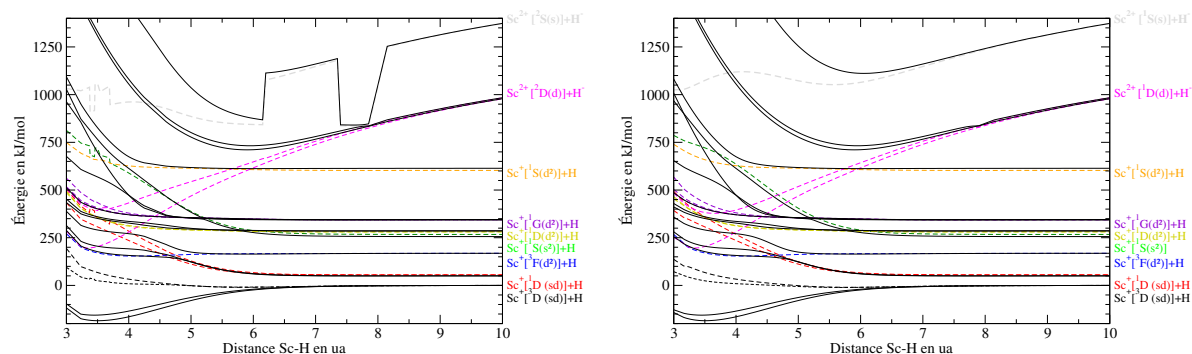 Sc2+ [2S(s)]+H-
1250
1000
Sc2+ [2D(d)]+H-
750
Sc+[1S(d²)]+H
500
Sc+[1G(d²)]+H
Sc+[1D(d²)]+H
250
Sc+[1S(s²)]+H
Sc+[3F(d²)]+H
0
Sc+[1D (sd)]+H
Sc+[3D (sd)]+H
3 4 5 6 7 8 9 10
Distance Sc-H en ua
Énergie en kJ/mol
Sc2+ [1S(s)]+H-
1250
1000
Sc2+ [1D(d)]+H-
750
Sc+[1S(d²)]+H
500
Sc+[1G(d²)]+H
Sc+[1D(d²)]+H
250
Sc+[1S(s²)]
Sc+[3F(d²)]+H
0
Sc+[1D (sd)]+H
Sc+[3D (sd)]+H
3 4 5 6 7 8 9 10
Distance Sc-H en ua
Énergie en kJ/mol